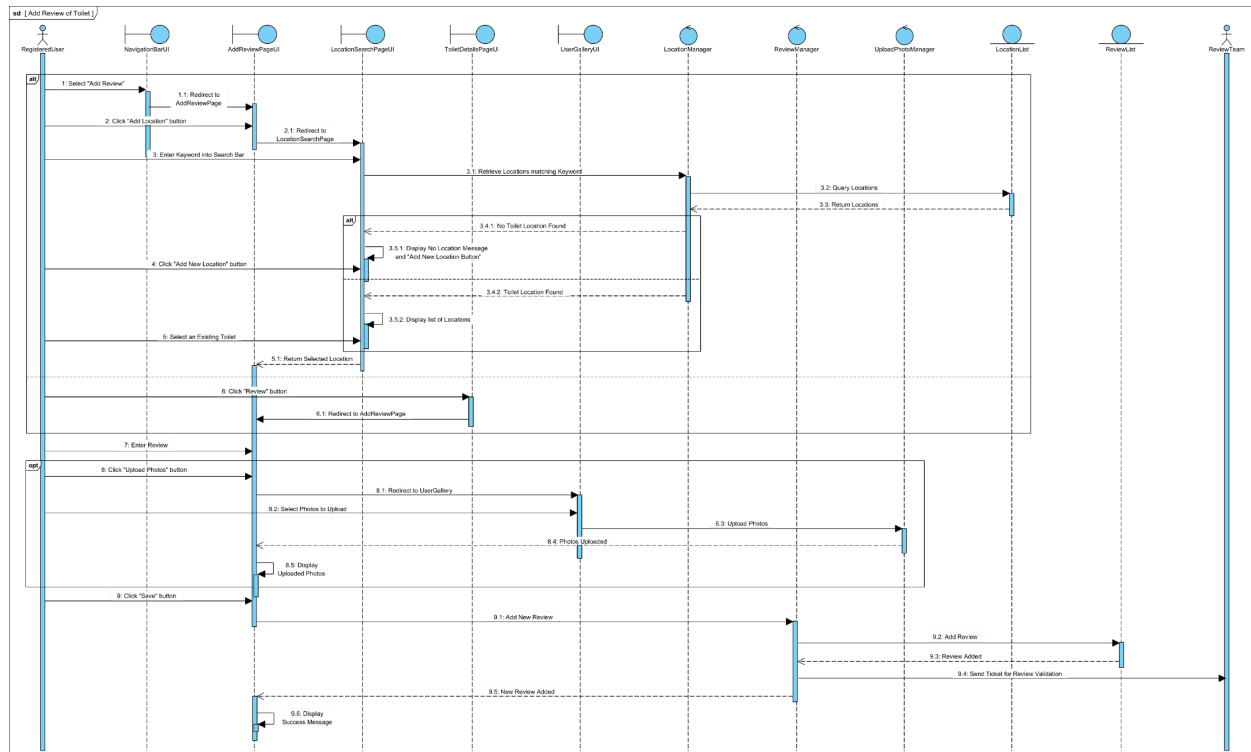 sd [ Add Review of Toilet ]
RegisteredUser
NavigationBarUI
AddReviewPageUI
LocationSearchPageUI
ToiletDetailsPageUI
UserGalleryUI
LocationManager
ReviewManager
UploadPhotoManager
LocationList
ReviewList
ReviewTeam
alt
1: Select "Add Review"
1.1: Redirect to
AddReviewPage
2: Click "Add Location" button
2.1: Redirect to
LocationSearchPage
3: Enter Keyword into Search Bar
3.1: Retrieve Locations matching Keyword
3.2: Query Locations
3.3: Return Locations
alt
3.4.1: No Toilet Location Found
3.5.1: Display No Location Message
and "Add New Location Button"
4: Click "Add New Location" button
3.4.2: Toilet Location Found
3.5.2: Display list of Locations
5: Select an Existing Toilet
5.1: Return Selected Location
6: Click "Review" button
6.1: Redirect to AddReviewPage
7: Enter Review
opt
8: Click "Upload Photos" button
8.1: Redirect to UserGallery
8.2: Select Photos to Upload
8.3: Upload Photos
8.4: Photos Uploaded
8.5: Display
Uploaded Photos
9: Click "Save" button
9.1: Add New Review
9.2: Add Review
9.3: Review Added
9.4: Send Ticket for Review Validation
9.5: New Review Added
9.6: Display
Success Message